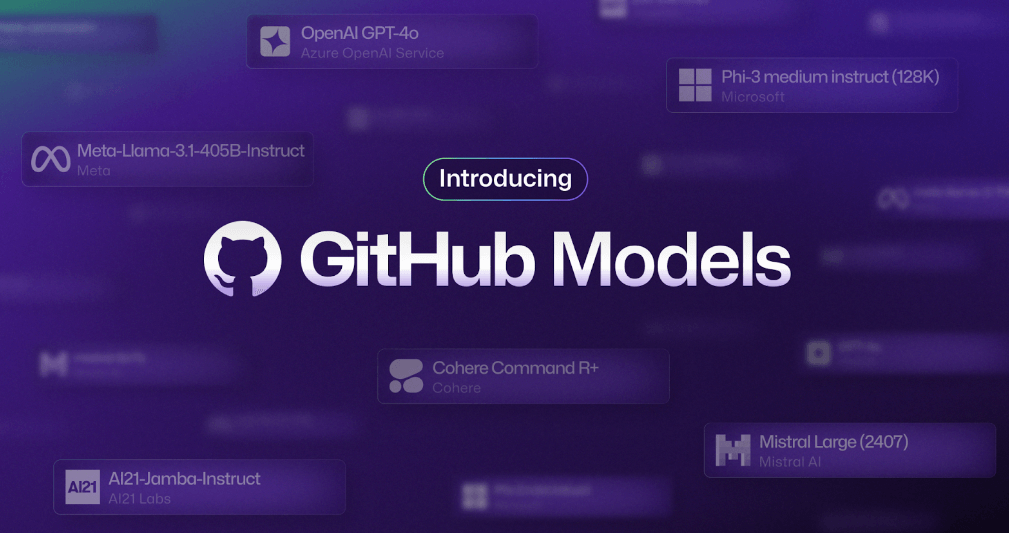 OpenAI GPT-4o
Azure OpenAI Service
Phi-3 medium instruct (128K)
Microsoft
Meta-Llama-3.1-405B-Instruct
Meta
Introducing
GitHub Models
Cohere Command R+
Cohere
Mistral Large (2407)
Mistral AI
AI21
AI21-Jamba-Instruct
AI21 Labs